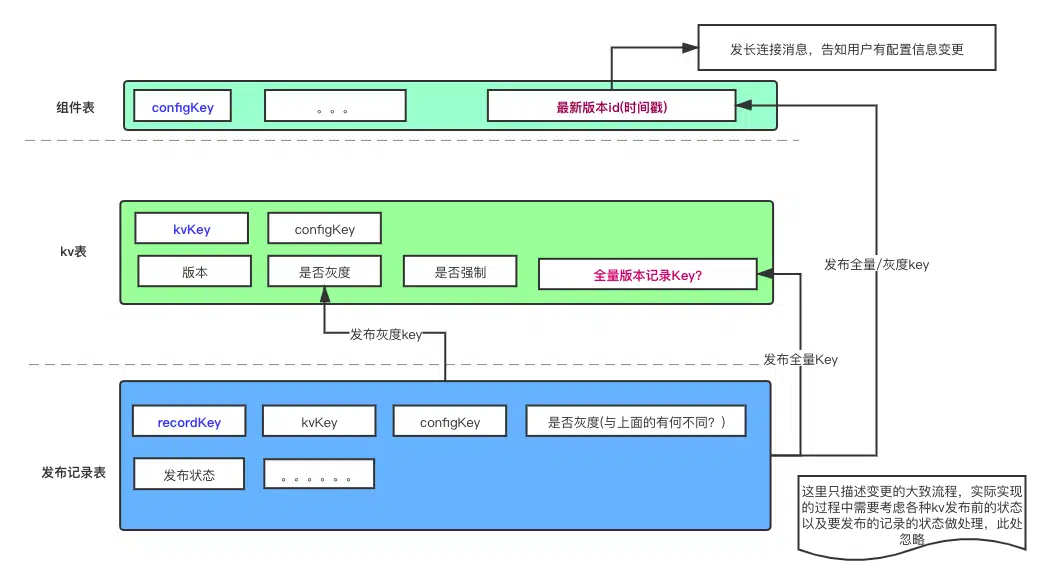 发长连接消息，告知用户有配置信息变更
组件表
configKey
。。。
最新版本id(时间戳)
kv表
kvKey
configKey
版本
是否灰度
是否强制
全量版本记录Key?
发布全量/灰度key
发布灰度key
发布全量Key
发布记录表
recordKey
kvKey
configKey
是否灰度(与上面的有何不同？)
发布状态
。。。。。。
这里只描述变更的大致流程，实际实现
的过程中需要考虑各种kv发布前的状态
以及要发布的记录的状态做处理，此处
忽略